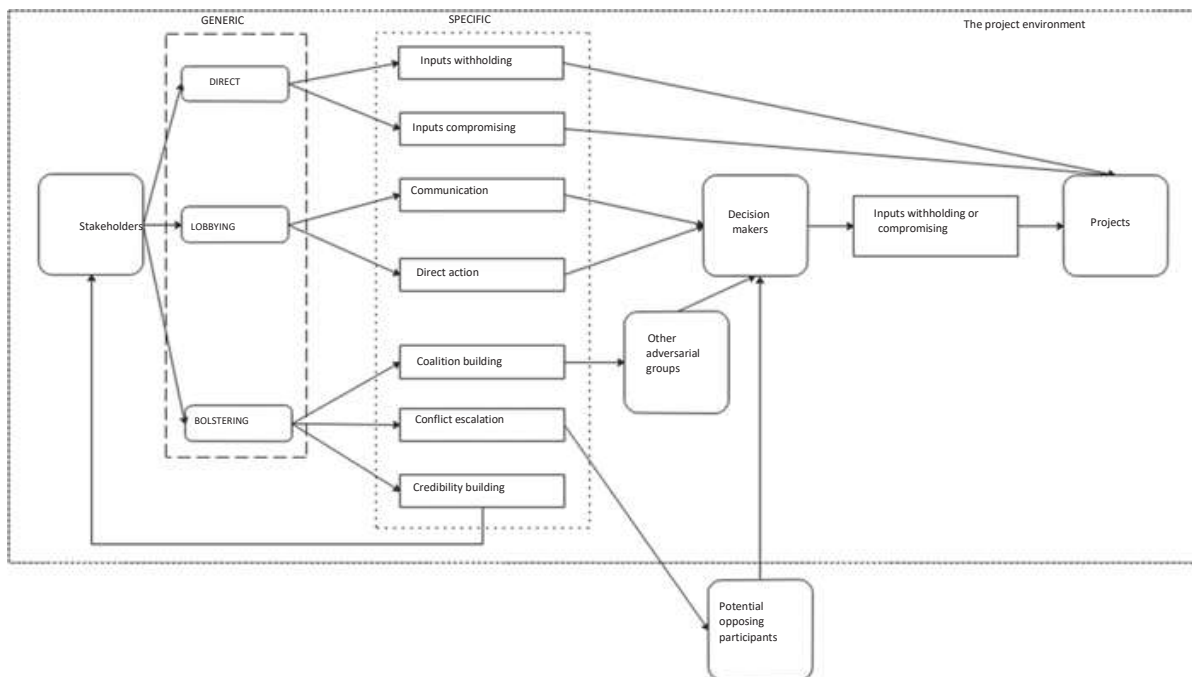 GENERIC
SPECIFIC
The project environment
DIRECT
LOBBYING
BOLSTERING
Stakeholders
Inputs withholding
Inputs compromising
Communication
Direct action
Coalition building
Conflict escalation
Credibility building
Decision
makers
Inputs withholding or
compromising
Projects
Other
adversarial
groups
Potential
opposing
participants